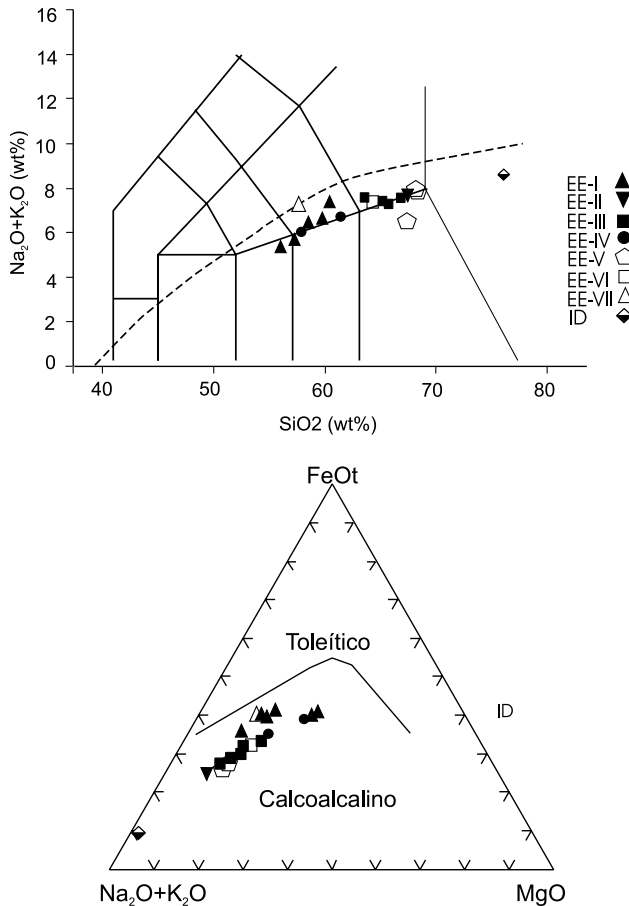 16
14
12
10
8
6
4
2
0
Na₂O+K₂O (wt%)
40 50 60 70 80
SiO2 (wt%)
EE-I
EE-II
EE-III
EE-IV
EE-V
EE-VI
EE-VII
ID
FeOt
Toleítico
ID
Calcoalcalino
Na₂O+K₂O MgO